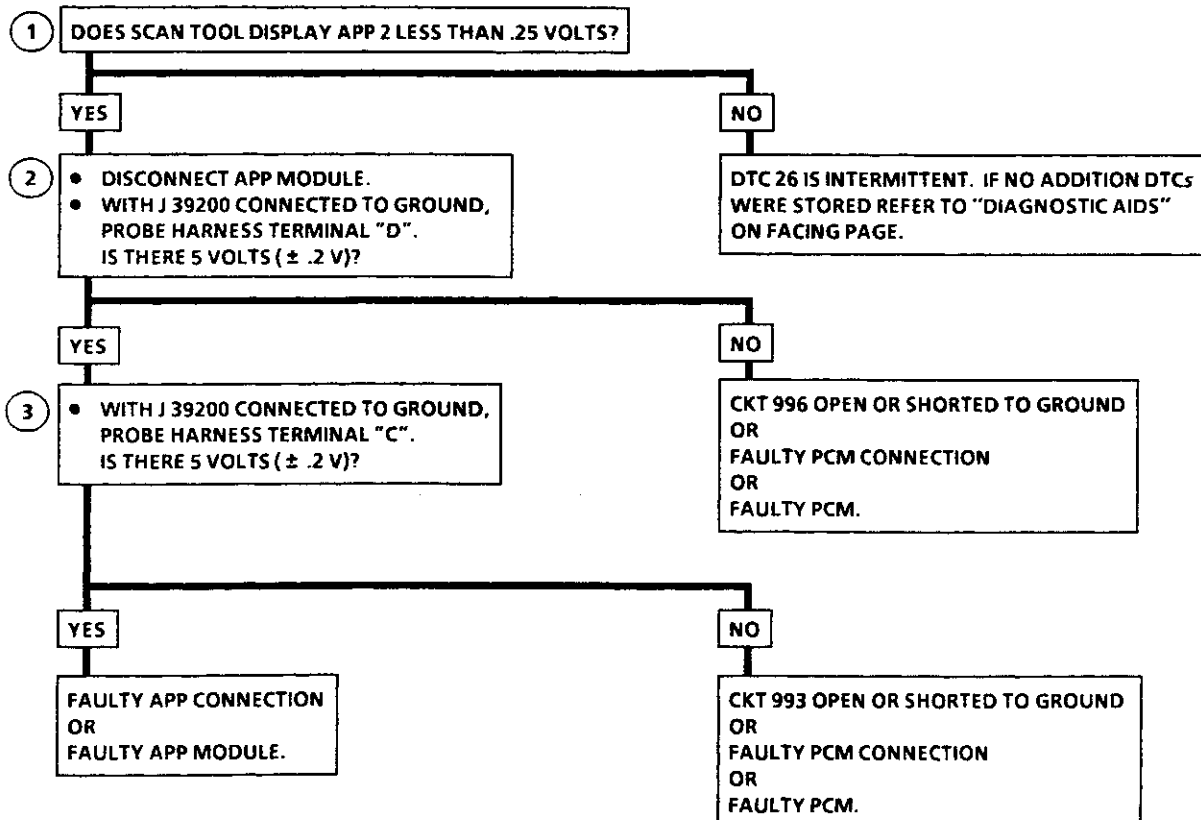 1
DOES SCAN TOOL DISPLAY APP 2 LESS THAN .25 VOLTS?
YES
NO
2
• DISCONNECT APP MODULE.
• WITH J 39200 CONNECTED TO GROUND,
PROBE HARNESS TERMINAL "D".
IS THERE 5 VOLTS (± .2 V)?
DTC 26 IS INTERMITTENT. IF NO ADDITION DTCs
WERE STORED REFER TO "DIAGNOSTIC AIDS"
ON FACING PAGE.
YES
NO
3
• WITH J 39200 CONNECTED TO GROUND,
PROBE HARNESS TERMINAL "C".
IS THERE 5 VOLTS (± .2 V)?
CKT 996 OPEN OR SHORTED TO GROUND
OR
FAULTY PCM CONNECTION
OR
FAULTY PCM.
YES
NO
FAULTY APP CONNECTION
OR
FAULTY APP MODULE.
CKT 993 OPEN OR SHORTED TO GROUND
OR
FAULTY PCM CONNECTION
OR
FAULTY PCM.